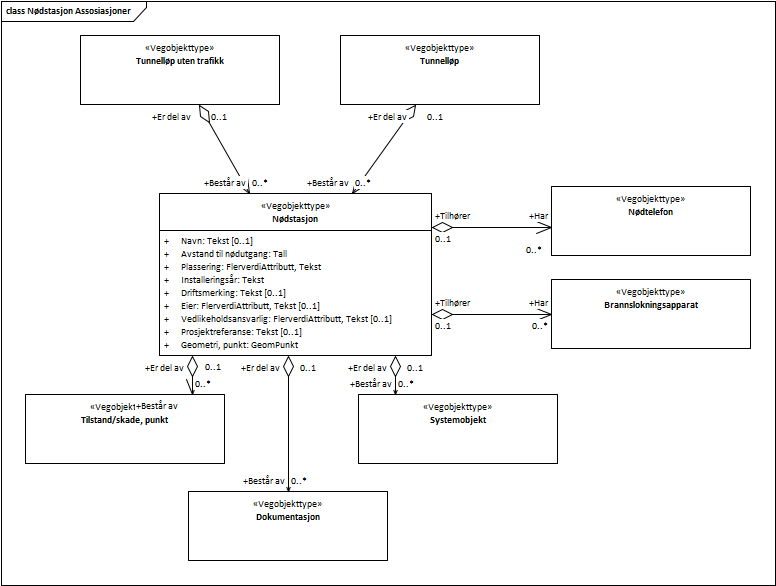 class Nødstasjon Assosiasjoner
«Vegobjekttype»
Tunnelløp uten trafikk
«Vegobjekttype»
Tunnelløp
+Er del av 0..1
+Er del av 0..1
+Består av 0..*
+Består av 0..*
«Vegobjekttype»
Nødstasjon
+ Navn: Tekst [0..1]
+ Avstand til nødutgang: Tall
+ Plassering: FlerverdiAttributt, Tekst
+ Installeringsår: Tekst
+ Driftsmerking: Tekst [0..1]
+ Eier: FlerverdiAttributt, Tekst [0..1]
+ Vedlikeholdsansvarlig: FlerverdiAttributt, Tekst [0..1]
+ Prosjektreferanse: Tekst [0..1]
+ Geometri, punkt: GeomPunkt
+Tilhører +Har
0..1 0..*
«Vegobjekttype»
Nødtelefon
+Tilhører +Har
0..1 0..*
«Vegobjekttype»
Brannslokningsapparat
+Er del av 0..1
+Er del av 0..1
+Er del av 0..1
0..*
+Består av 0..*
«Vegobjekt+Består av
Tilstand/skade, punkt
«Vegobjekttype»
Systemobjekt
+Består av 0..*
«Vegobjekttype»
Dokumentasjon